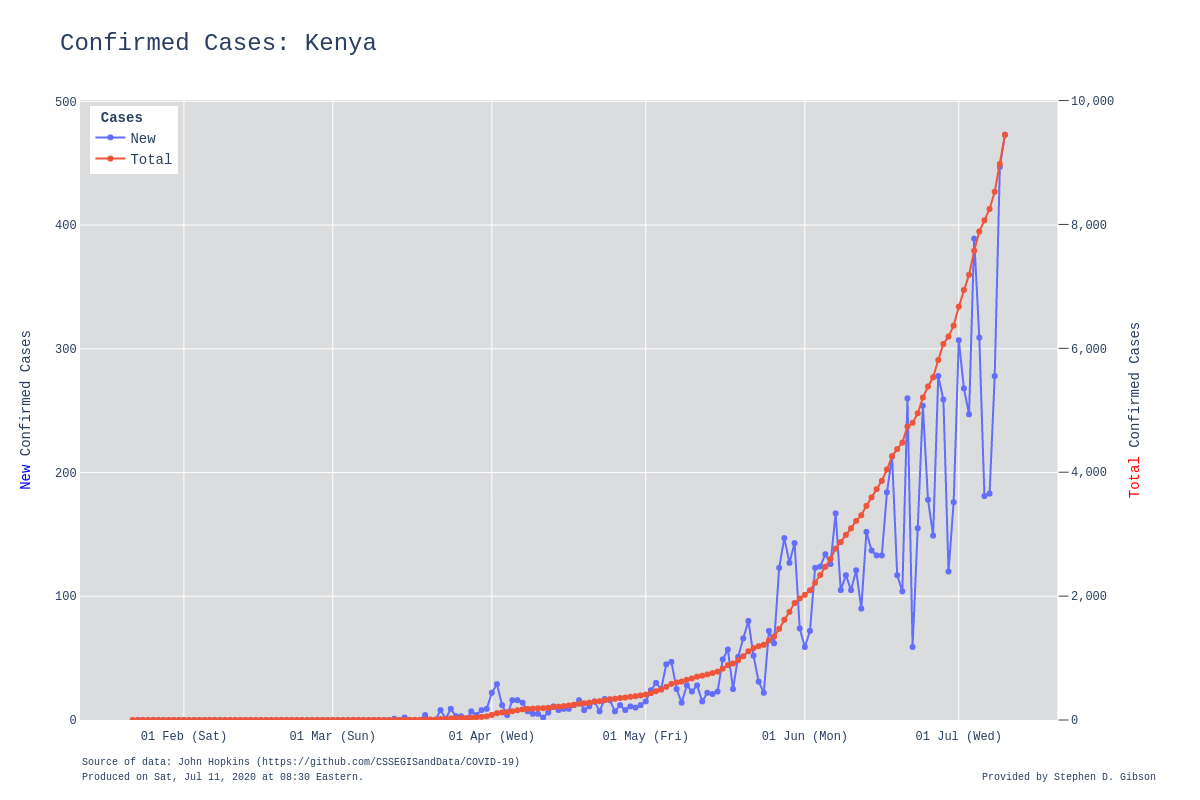 Confirmed Cases: Kenya
Cases
New
Total
500
400
300
200
100
0
10,000
8,000
6,000
4,000
2,000
0
New Confirmed Cases
Total Confirmed Cases
01 Feb (Sat)
01 Mar (Sun)
01 Apr (Wed)
01 May (Fri)
01 Jun (Mon)
01 Jul (Wed)
Source of data: John Hopkins (https://github.com/CSSEGISandData/COVID-19)
Produced on Sat, Jul 11, 2020 at 08:30 Eastern.
Provided by Stephen D. Gibson